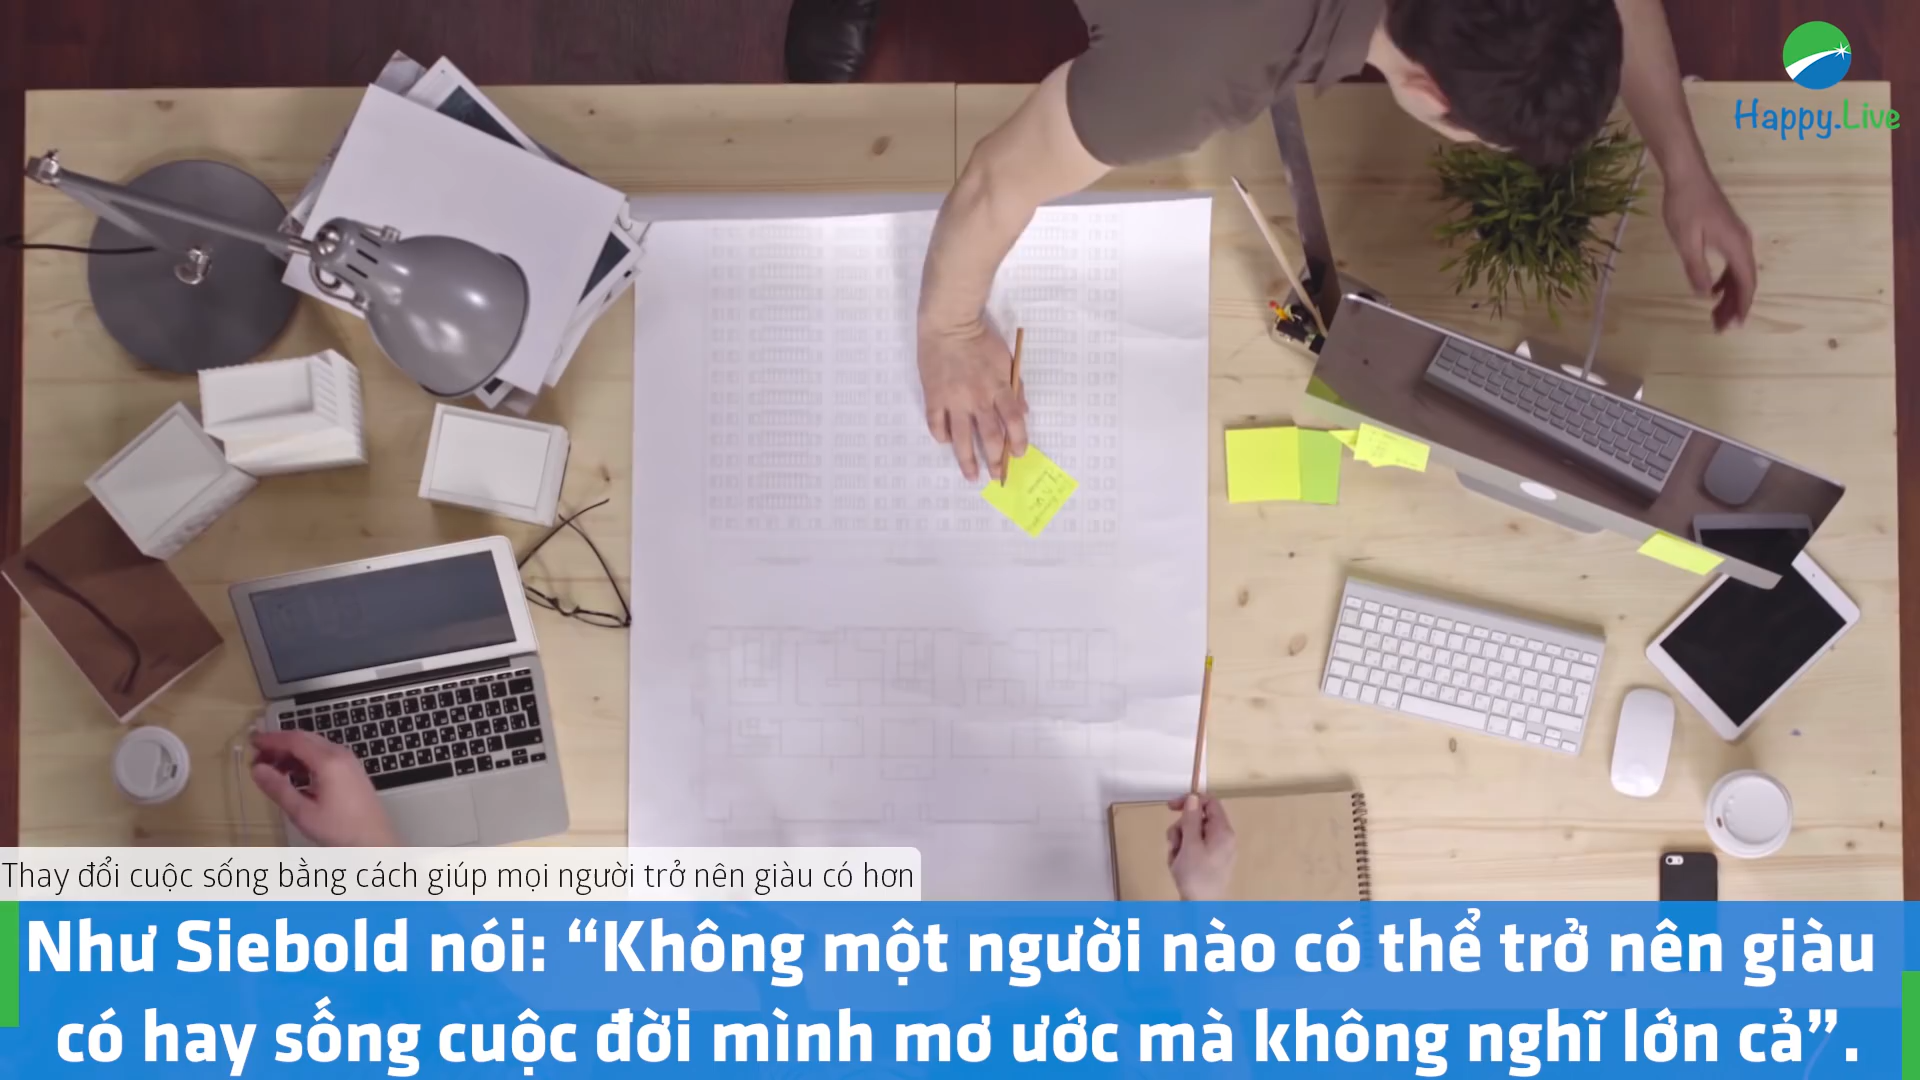 Happy.Live
Thay đổi cuộc sống bằng cách giúp mọi người trở nên giàu có hơn
Như Siebold nói: “Không một người nào có thể trở nên giàu
có hay sống cuộc đời mình mơ ước mà không nghĩ lớn cả”.